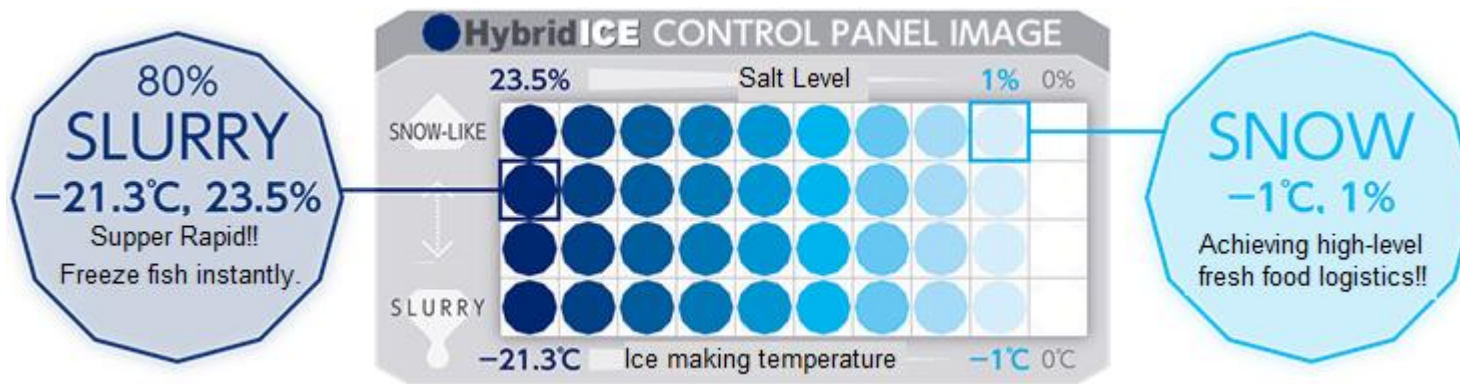 80%
SLURRY
−21.3℃, 23.5%
Supper Rapid!!
Freeze fish instantly.
HybridICE CONTROL PANEL IMAGE
23.5% Salt Level 1% 0%
SNOW-LIKE
SLURRY
−21.3℃ Ice making temperature −1℃ 0℃
SNOW
−1℃, 1%
Achieving high-level
fresh food logistics!!